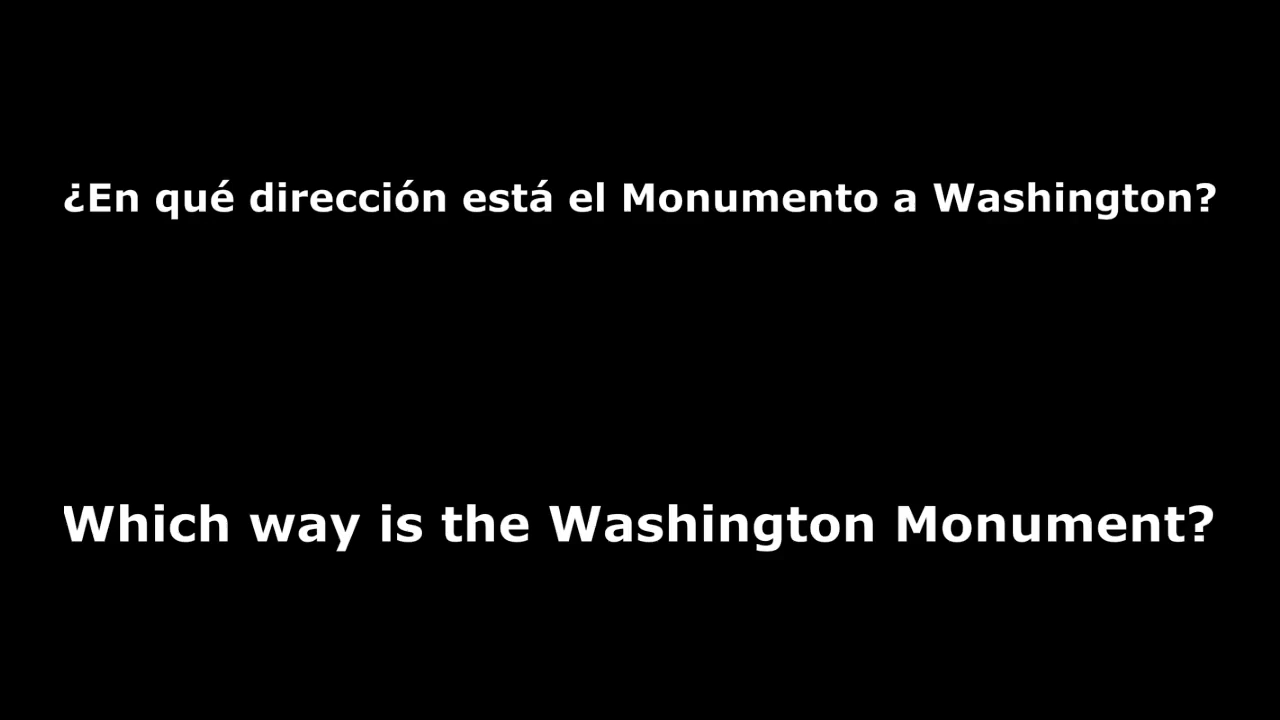 ¿En qué dirección está el Monumento a Washington?
Which way is the Washington Monument?